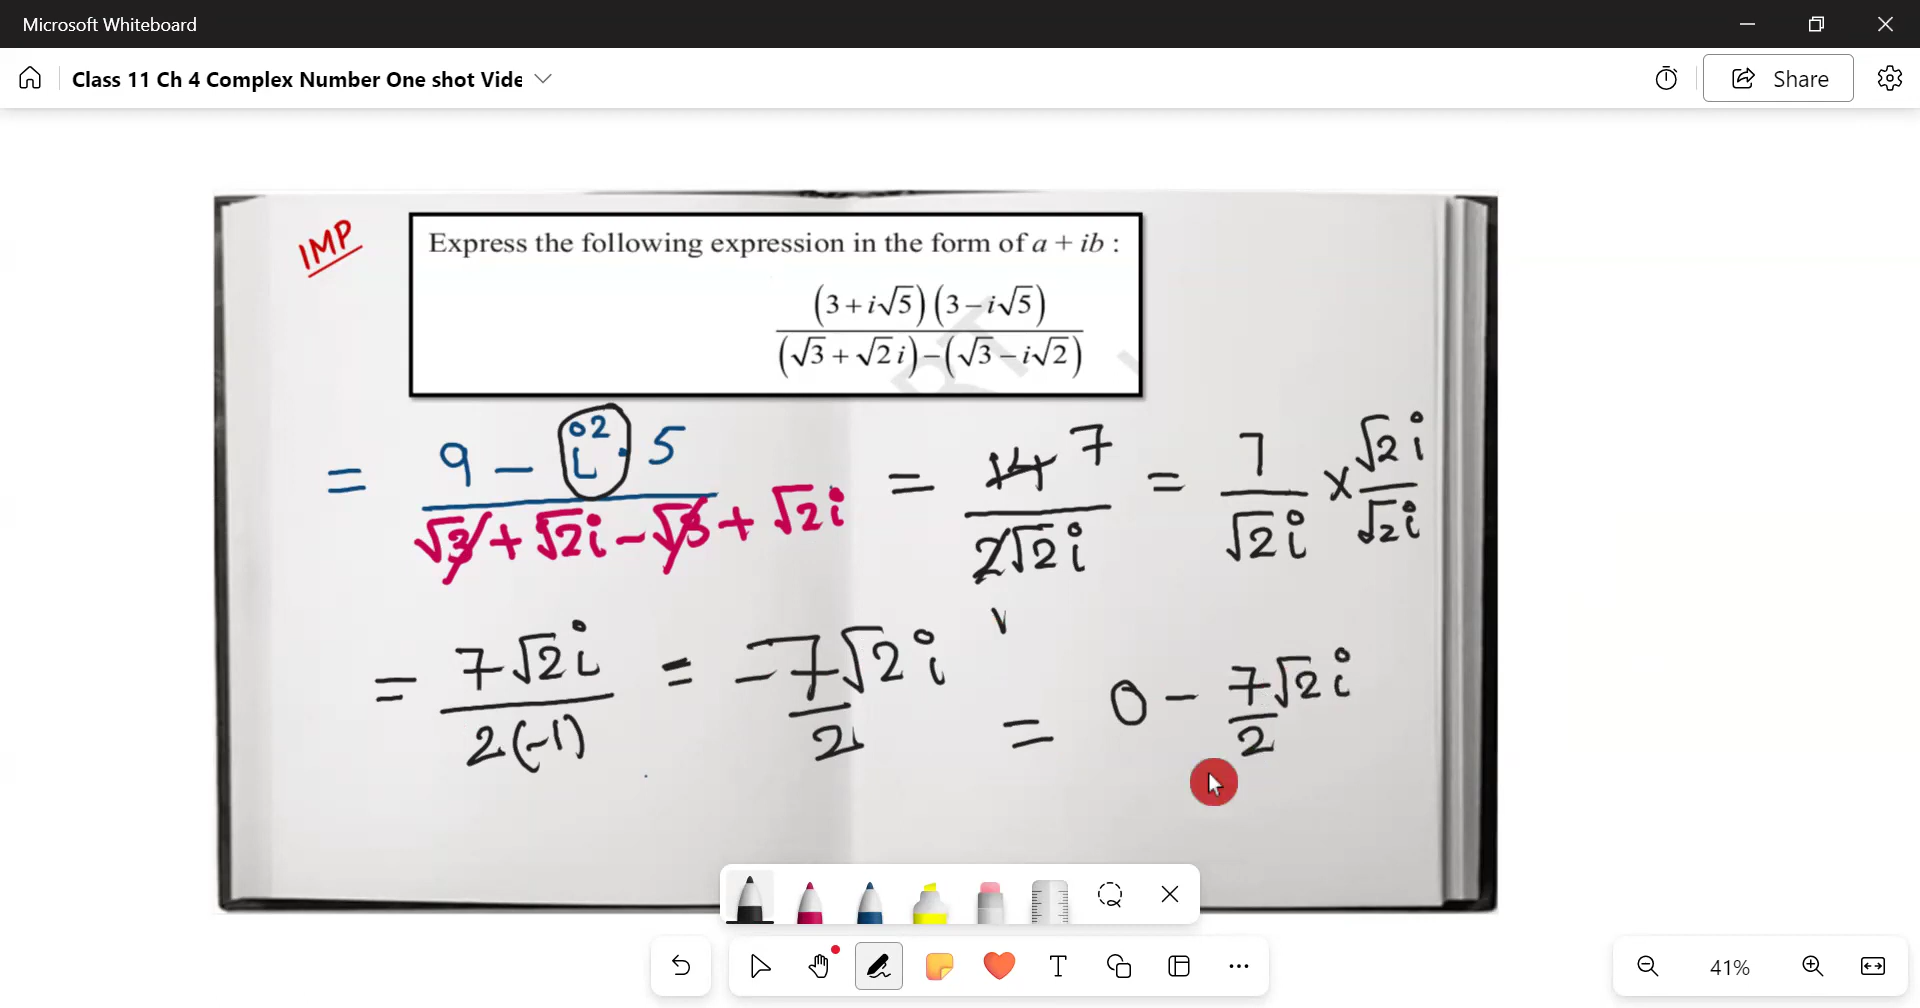 Microsoft Whiteboard
Class 11 Ch 4 Complex Number One shot Vide
Share
IMP
Express the following expression in the form of a + ib :
(3 + i√5) (3 − i√5)
(√3 + √2 i) − (√3 − i√2)
= 9 − i² · 5 / √3 + √2i − √3 + √2i = 14 7 / 2√2i = 7 / √2i × √2i / √2i
= 7√2i / 2(−1) = −7√2i / 2
= 0 − 7√2i / 2
41%